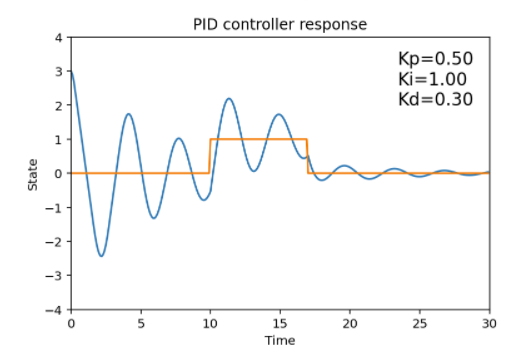 PID controller response
Kp=0.50
Ki=1.00
Kd=0.30
State
4
3
2
1
0
−1
−2
−3
−4
0 5 10 15 20 25 30
Time